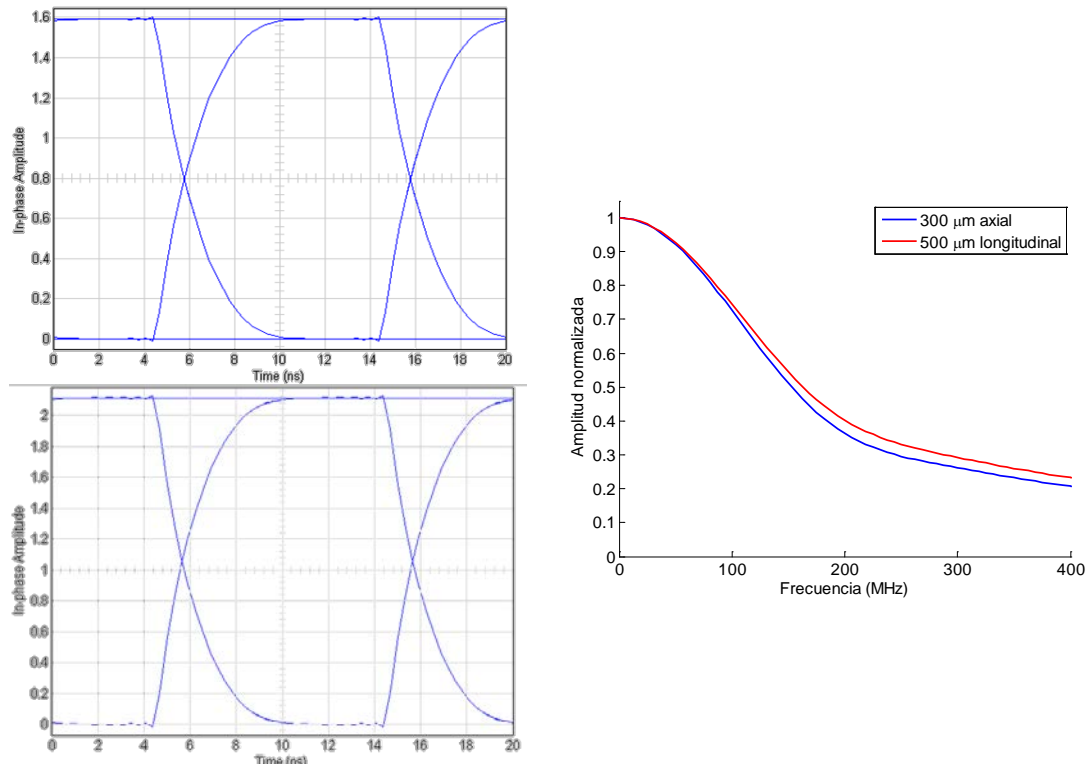 1.6
1.4
1.2
1
0.8
0.6
0.4
0.2
0
In-phase Amplitude
0 2 4 6 8 10 12 14 16 18 20
Time (ns)
2
1.8
1.6
1.4
1.2
1
0.8
0.6
0.4
0.2
0
In-phase Amplitude
0 2 4 6 8 10 12 14 16 18 20
Time (ns)
300 μm axial
500 μm longitudinal
1
0.9
0.8
0.7
0.6
0.5
0.4
0.3
0.2
0.1
0
Amplitud normalizada
0 100 200 300 400
Frecuencia (MHz)